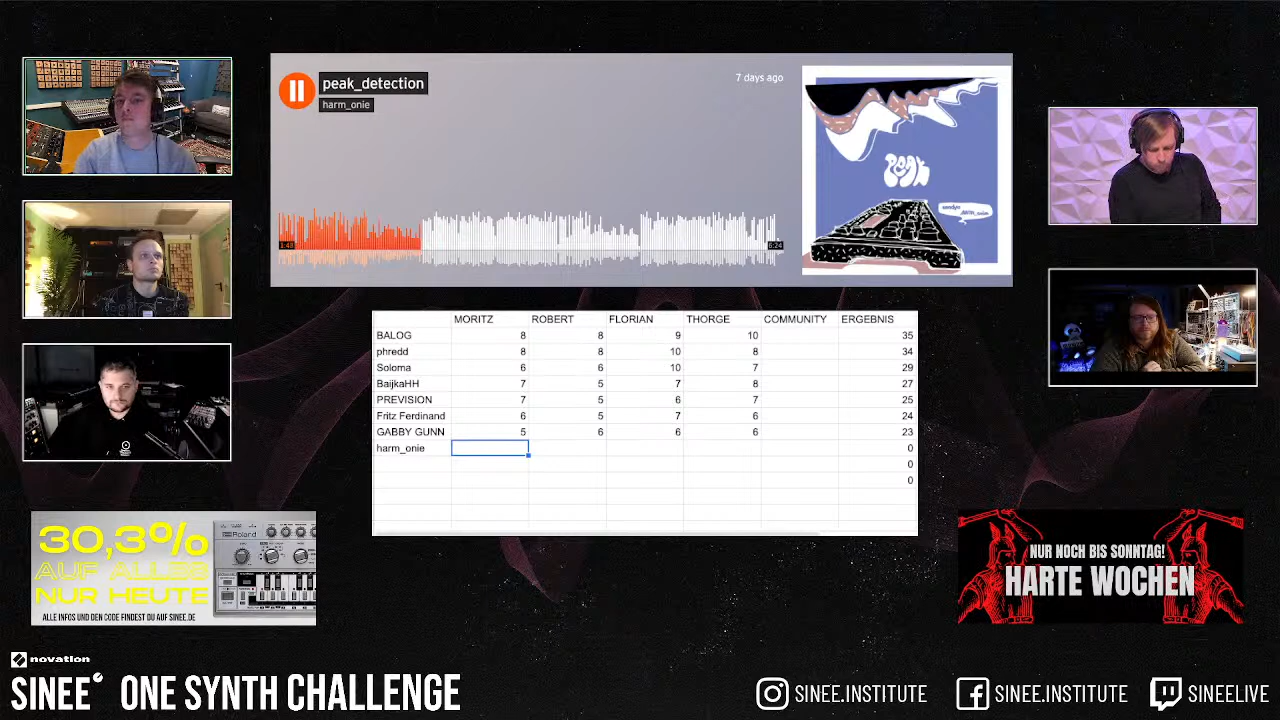 peak_detection
harm_onie
7 days ago
1:48
6:24
PEAK
MORITZ ROBERT FLORIAN THORGE COMMUNITY ERGEBNIS
BALOG 8 8 9 10 35
phredd 8 8 10 8 34
Soloma 6 6 10 7 29
BaijkaHH 7 5 7 8 27
PREVISION 7 5 6 7 25
Fritz Ferdinand 6 5 7 6 24
GABBY GUNN 5 6 6 6 23
harm_onie 0
0
0
30,3%
AUF ALLES
NUR HEUTE
ALLE INFOS UND DEN CODE FINDEST DU AUF SINEE.DE
Roland
NUR NOCH BIS SONNTAG!
HARTE WOCHEN
novation
SINEE ONE SYNTH CHALLENGE
SINEE.INSTITUTE
SINEE.INSTITUTE
SINEELIVE